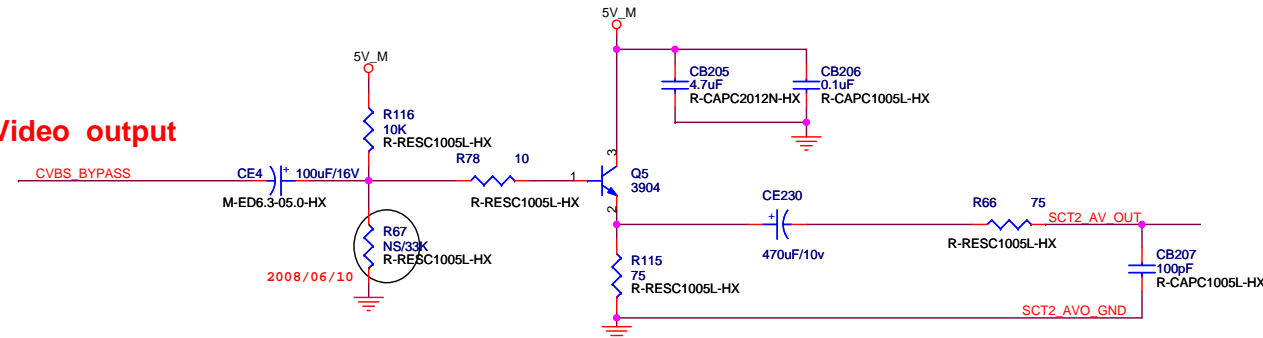 5V_M
5V_M
CB205
4.7uF
R-CAPC2012N-HX
CB206
0.1uF
R-CAPC1005L-HX
R116
10K
R-RESC1005L-HX
Video output
R78 10
3
CVBS_BYPASS
CE4
+
100uF/16V
1
Q5
3904
M-ED6.3-05.0-HX
R-RESC1005L-HX
2
CE230
+
470uF/10v
R66 75
SCT2_AV_OUT
R-RESC1005L-HX
R67
NS/33K
R-RESC1005L-HX
2008/06/10
R115
75
R-RESC1005L-HX
CB207
100pF
R-CAPC1005L-HX
SCT2_AVO_GND